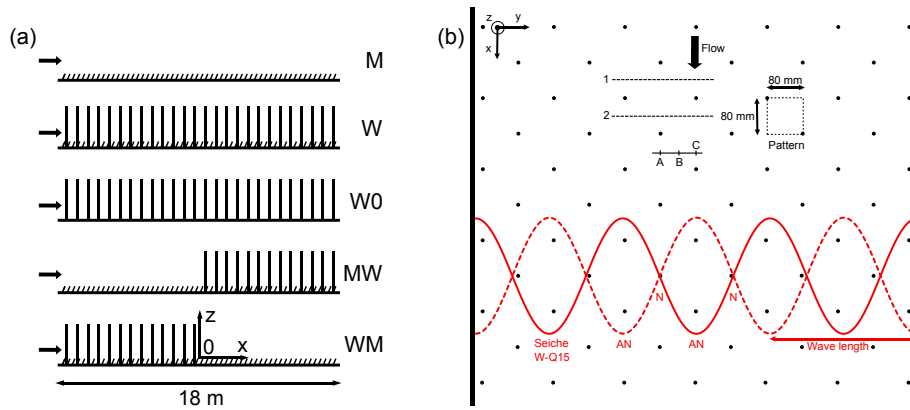 (a)
M
W
W0
MW
z
0
x
WM
18 m
(b)
z
y
x
Flow
1
2
80 mm
80 mm
Pattern
A
B
C
N
N
Seiche
W-Q15
AN
AN
Wave length